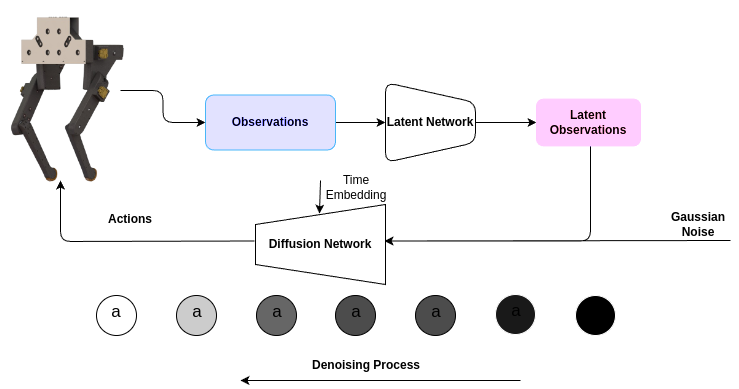 Observations
Latent Network
Latent
Observations
Time
Embedding
Actions
Diffusion Network
Gaussian
Noise
a a a a a a
Denoising Process